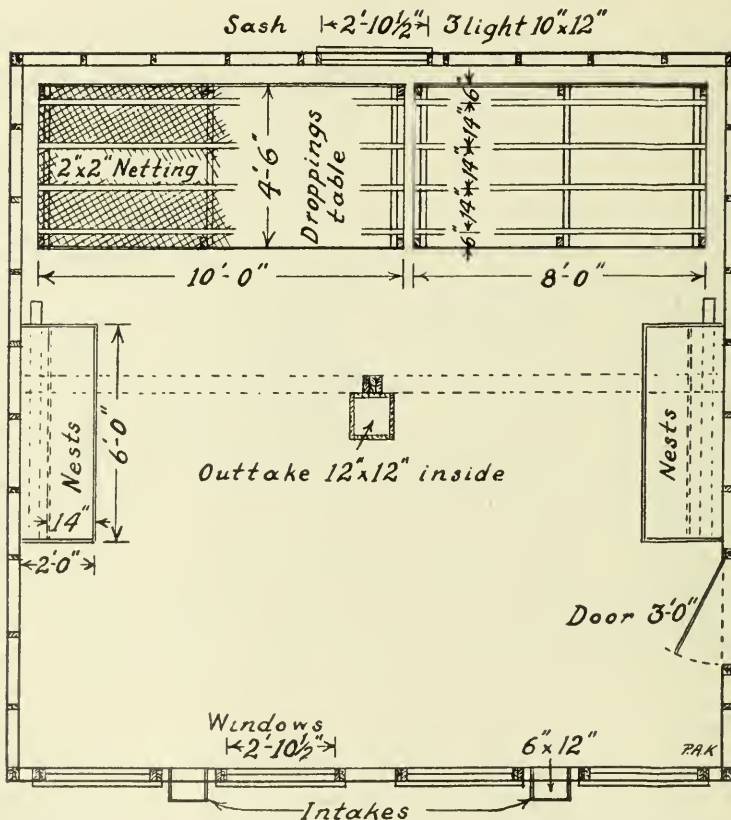 Sash 2'-10½" 3 light 10"x12"
2"x2" Netting
4'-6"
Droppings
table
6" 14" 14" 14" 6"
10'-0"
8'-0"
Nests
6'-0"
14"
2'-0"
Outtake 12"x12" inside
Nests
Door 3'-0"
Windows
2'-10½"
6"x12"
P.A.K
Intakes